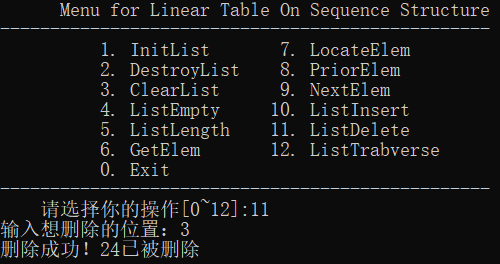 Menu for Linear Table On Sequence Structure
-------------------------------------------------
1. InitList 7. LocateElem
2. DestroyList 8. PriorElem
3. ClearList 9. NextElem
4. ListEmpty 10. ListInsert
5. ListLength 11. ListDelete
6. GetElem 12. ListTrabverse
0. Exit
-------------------------------------------------
请选择你的操作[0~12]:11
输入想删除的位置：3
删除成功！24已被删除